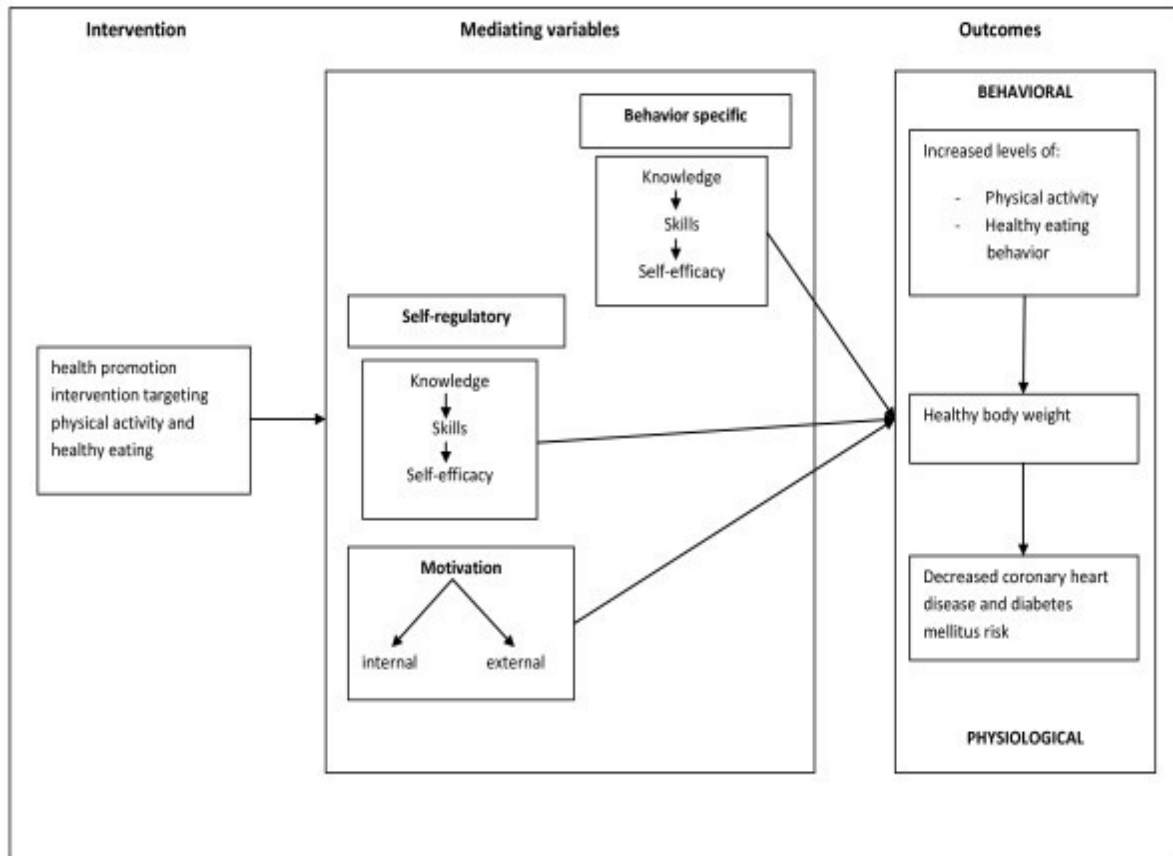 Intervention
Mediating variables
Outcomes
health promotion
intervention targeting
physical activity and
healthy eating
Behavior specific
Knowledge
Skills
Self-efficacy
Self-regulatory
Knowledge
Skills
Self-efficacy
Motivation
internal
external
BEHAVIORAL
Increased levels of:
- Physical activity
- Healthy eating
behavior
Healthy body weight
Decreased coronary heart
disease and diabetes
mellitus risk
PHYSIOLOGICAL